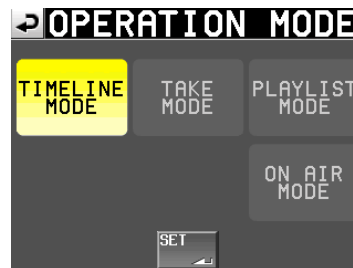 OPERATION MODE
TIMELINE
MODE
TAKE
MODE
PLAYLIST
MODE
ON AIR
MODE
SET